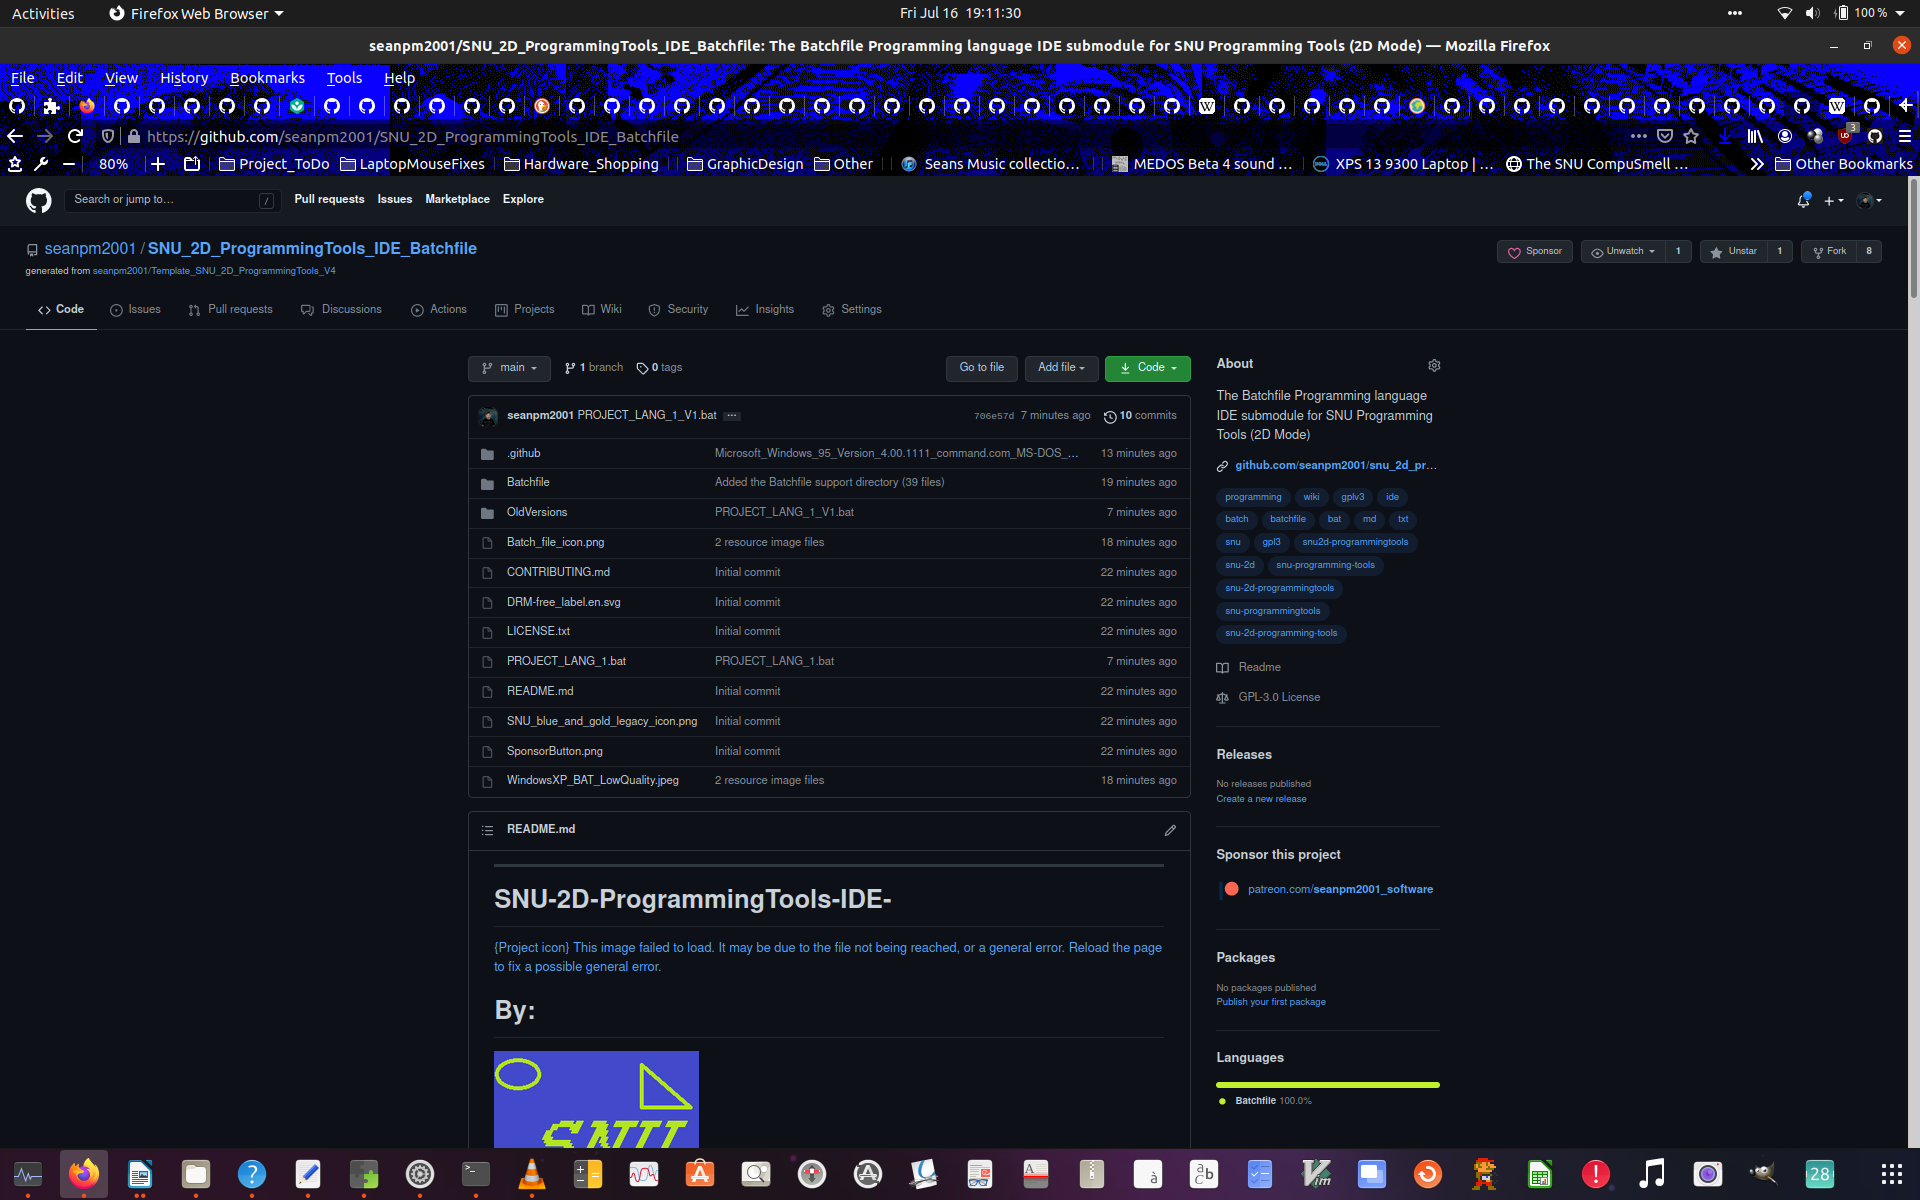 Activities Firefox Web Browser Fri Jul 16 19:11:30 100 %
seanpm2001/SNU_2D_ProgrammingTools_IDE_Batchfile: The Batchfile Programming language IDE submodule for SNU Programming Tools (2D Mode) — Mozilla Firefox
File Edit View History Bookmarks Tools Help
https://github.com/seanpm2001/SNU_2D_ProgrammingTools_IDE_Batchfile 3
80% Project_ToDo LaptopMouseFixes Hardware_Shopping GraphicDesign Other Seans Music collectio… MEDOS Beta 4 sound … XPS 13 9300 Laptop | … The SNU CompuSmell … Other Bookmarks
Search or jump to… / Pull requests Issues Marketplace Explore
seanpm2001 / SNU_2D_ProgrammingTools_IDE_Batchfile Sponsor Unwatch 1 Unstar 1 Fork 8
generated from seanpm2001/Template_SNU_2D_ProgrammingTools_V4
Code Issues Pull requests Discussions Actions Projects Wiki Security Insights Settings
main 1 branch 0 tags Go to file Add file Code
seanpm2001 PROJECT_LANG_1_V1.bat ... 706e57d 7 minutes ago 10 commits
.github Microsoft_Windows_95_Version_4.00.1111_command.com_MS-DOS_… 13 minutes ago
Batchfile Added the Batchfile support directory (39 files) 19 minutes ago
OldVersions PROJECT_LANG_1_V1.bat 7 minutes ago
Batch_file_icon.png 2 resource image files 18 minutes ago
CONTRIBUTING.md Initial commit 22 minutes ago
DRM-free_label.en.svg Initial commit 22 minutes ago
LICENSE.txt Initial commit 22 minutes ago
PROJECT_LANG_1.bat PROJECT_LANG_1.bat 7 minutes ago
README.md Initial commit 22 minutes ago
SNU_blue_and_gold_legacy_icon.png Initial commit 22 minutes ago
SponsorButton.png Initial commit 22 minutes ago
WindowsXP_BAT_LowQuality.jpeg 2 resource image files 18 minutes ago
README.md
SNU-2D-ProgrammingTools-IDE-
{Project icon} This image failed to load. It may be due to the file not being reached, or a general error. Reload the page
to fix a possible general error.
By:
SNU
About
The Batchfile Programming language
IDE submodule for SNU Programming
Tools (2D Mode)
github.com/seanpm2001/snu_2d_pr…
programming wiki gplv3 ide
batch batchfile bat md txt
snu gpl3 snu2d-programmingtools
snu-2d snu-programming-tools
snu-2d-programmingtools
snu-programmingtools
snu-2d-programming-tools
Readme
GPL-3.0 License
Releases
No releases published
Create a new release
Sponsor this project
patreon.com/seanpm2001_software
Packages
No packages published
Publish your first package
Languages
Batchfile 100.0%
28